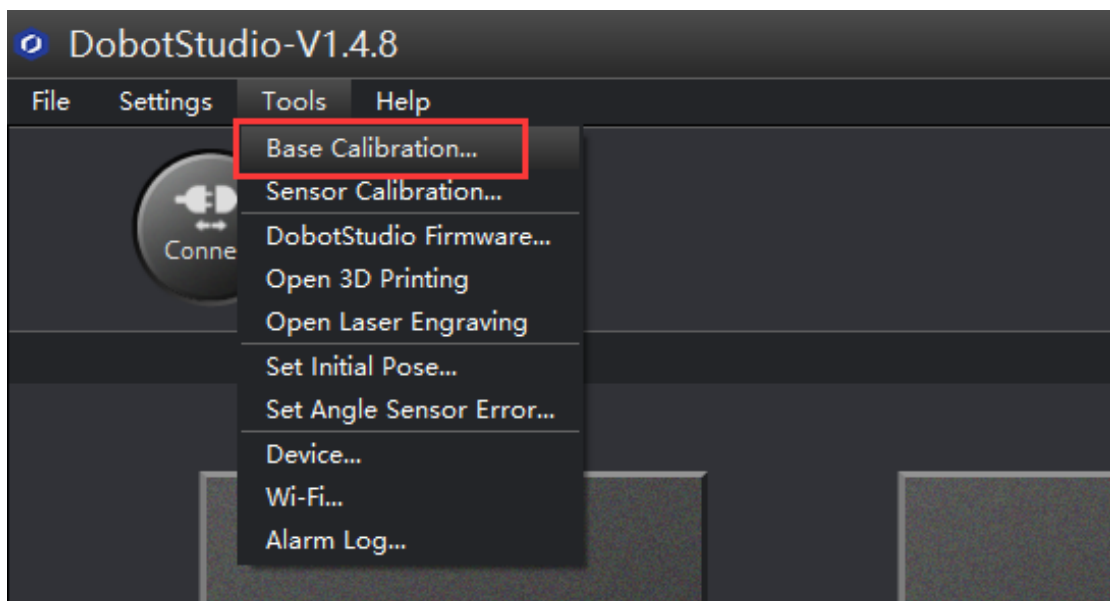 DobotStudio-V1.4.8
File Settings Tools Help
Base Calibration...
Sensor Calibration...
Conne
DobotStudio Firmware...
Open 3D Printing
Open Laser Engraving
Set Initial Pose...
Set Angle Sensor Error...
Device...
Wi-Fi...
Alarm Log...